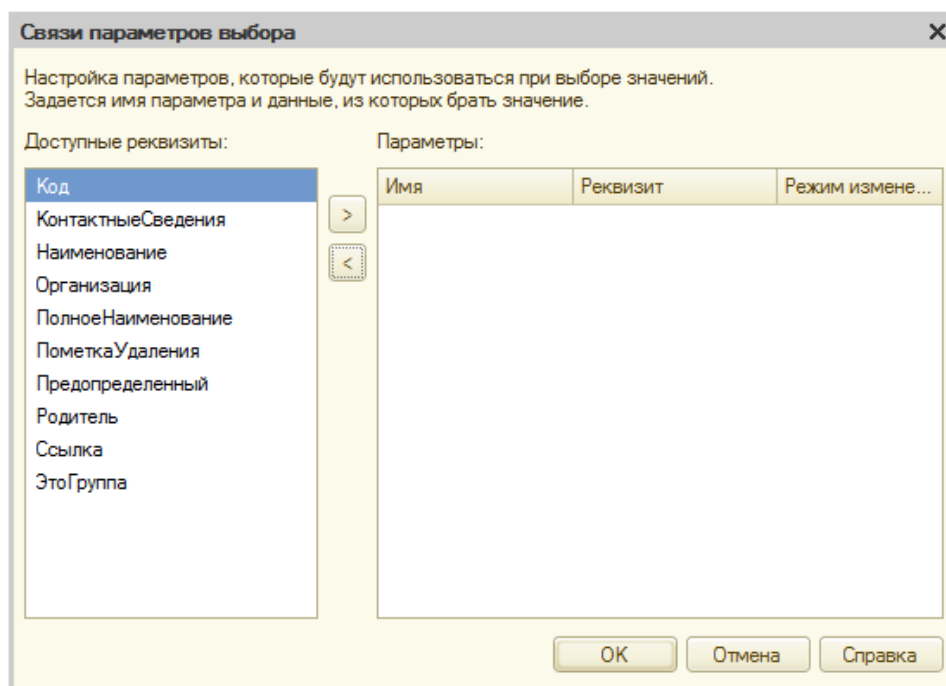 Связи параметров выбора
Настройка параметров, которые будут использоваться при выборе значений.
Задается имя параметра и данные, из которых брать значение.
Доступные реквизиты:
Параметры:
Код
КонтактныеСведения
Наименование
Организация
ПолноеНаименование
ПометкаУдаления
Предопределенный
Родитель
Ссылка
ЭтоГруппа
>
<
Имя Реквизит Режим измене...
OK Отмена Справка